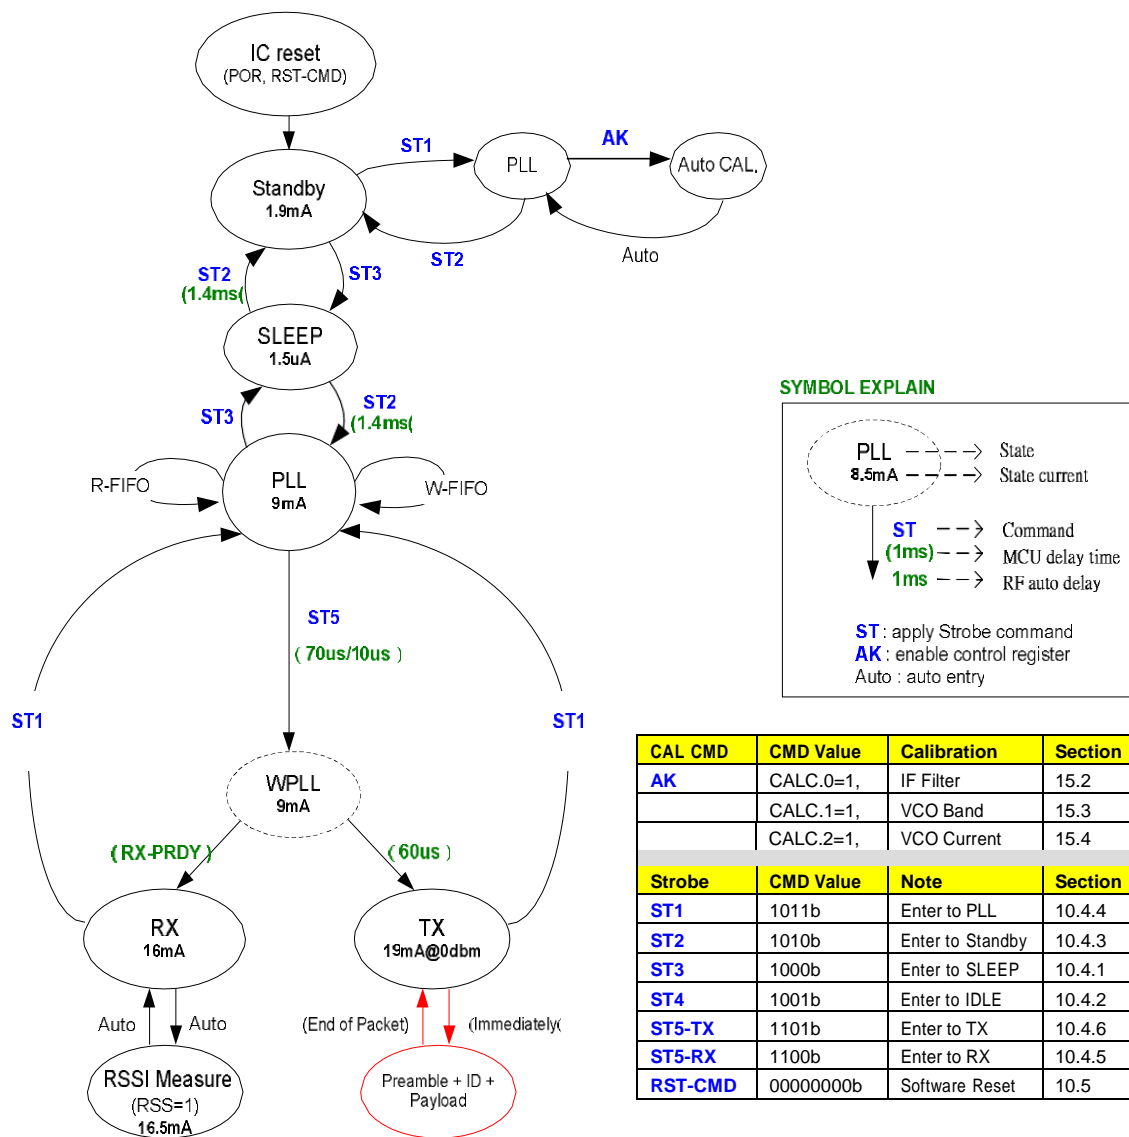 IC reset
(POR, RST-CMD)
ST1
AK
Standby
1.9mA
PLL
Auto CAL.
ST2
Auto
ST2
(1.4ms(
ST3
SLEEP
1.5uA
ST3
ST2
(1.4ms(
R-FIFO
PLL
9mA
W-FIFO
ST5
( 70us/10us )
ST1
ST1
WPLL
9mA
( RX-PRDY)
( 60us )
RX
16mA
TX
19mA@0dbm
Auto
Auto
(End of Packet)
(Immediately(
RSSI Measure
(RSS=1)
16.5mA
Preamble + ID +
Payload
SYMBOL EXPLAIN
PLL
8.5mA
State
State current
ST
(1ms)
1ms
Command
MCU delay time
RF auto delay
ST : apply Strobe command
AK : enable control register
Auto : auto entry
CAL CMD CMD Value Calibration Section
AK CALC.0=1, IF Filter 15.2
CALC.1=1, VCO Band 15.3
CALC.2=1, VCO Current 15.4
Strobe CMD Value Note Section
ST1 1011b Enter to PLL 10.4.4
ST2 1010b Enter to Standby 10.4.3
ST3 1000b Enter to SLEEP 10.4.1
ST4 1001b Enter to IDLE 10.4.2
ST5-TX 1101b Enter to TX 10.4.6
ST5-RX 1100b Enter to RX 10.4.5
RST-CMD 00000000b Software Reset 10.5